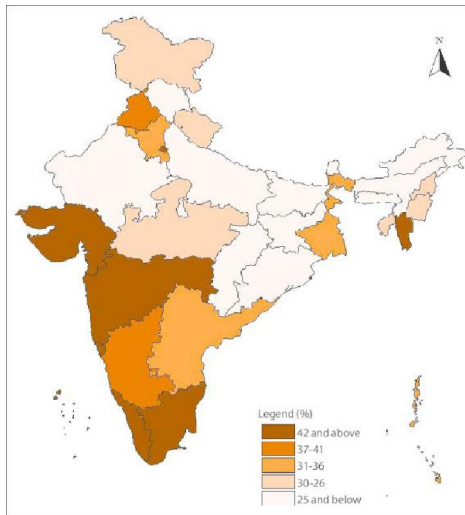 N
Legend (%)
42 and above
37-41
31-36
30-26
25 and below